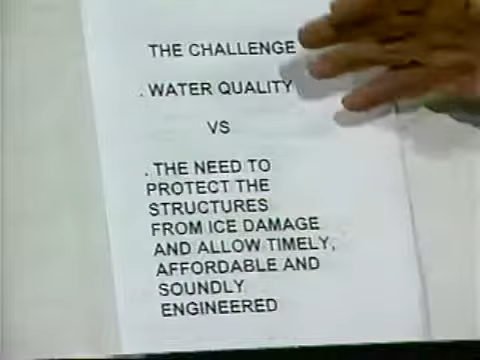 THE CHALLENGE
. WATER QUALITY
VS
. THE NEED TO
PROTECT THE
STRUCTURES
FROM ICE DAMAGE
AND ALLOW TIMELY,
AFFORDABLE AND
SOUNDLY
ENGINEERED